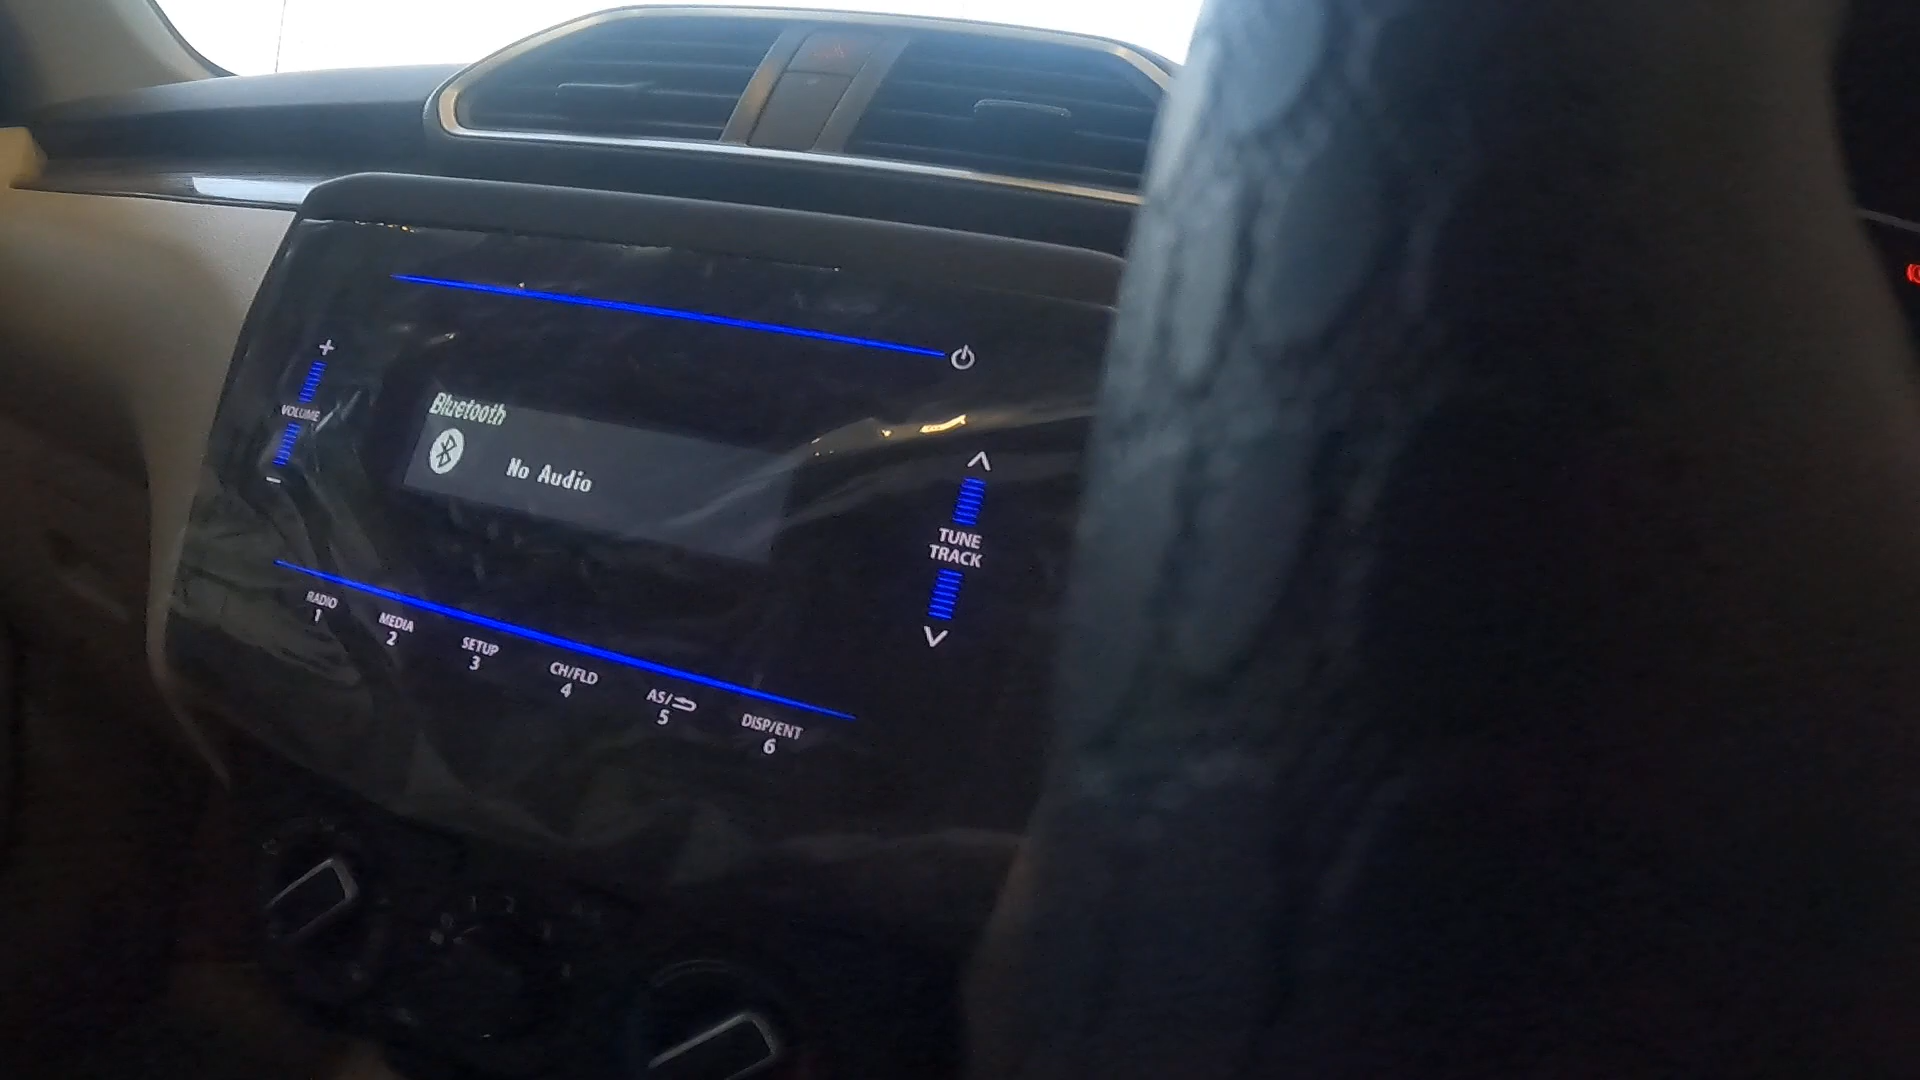 +
VOLUME
-
Bluetooth
No Audio
TUNE
TRACK
RADIO
1
MEDIA
2
SETUP
3
CH/FLD
4
AS/
5
DISP/ENT
6